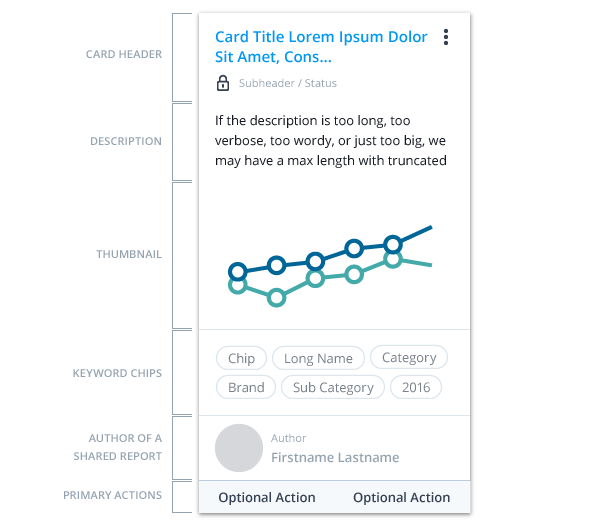 CARD HEADER
Card Title Lorem Ipsum Dolor
Sit Amet, Cons...
Subheader / Status
DESCRIPTION
If the description is too long, too
verbose, too wordy, or just too big, we
may have a max length with truncated
THUMBNAIL
KEYWORD CHIPS
Chip Long Name Category
Brand Sub Category 2016
AUTHOR OF A
SHARED REPORT
Author
Firstname Lastname
PRIMARY ACTIONS
Optional Action Optional Action